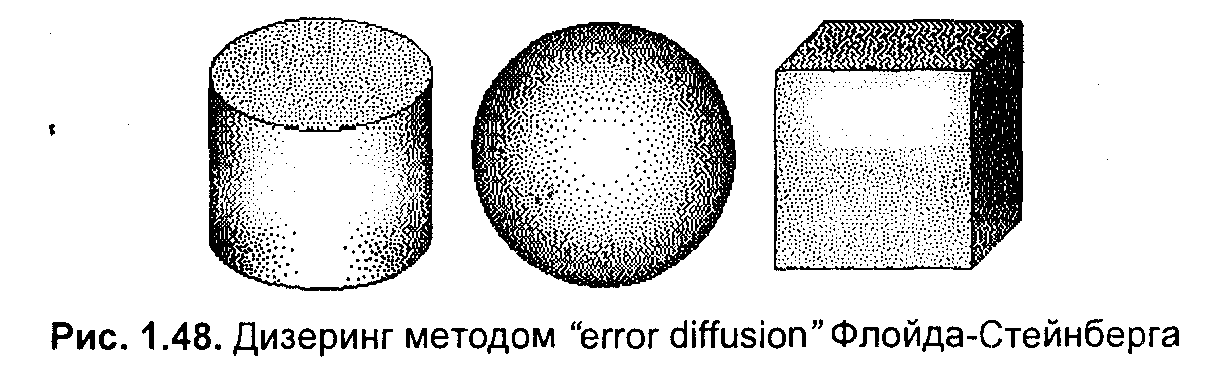 Рис. 1.48. Дизеринг методом “error diffusion” Флойда-Стейнберга